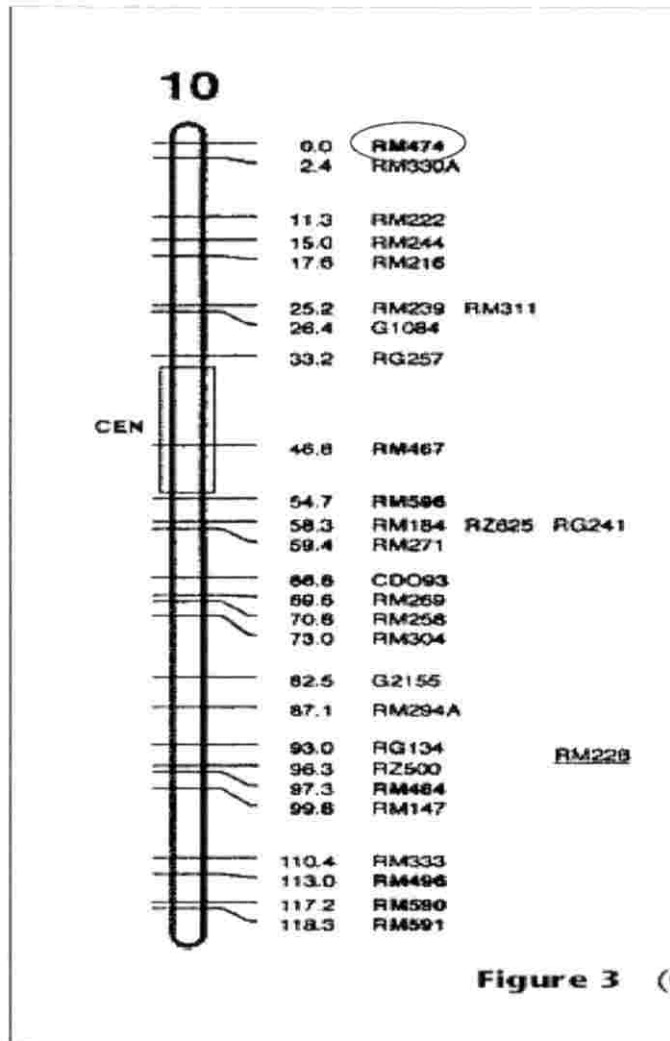 10
0.0 RM474
2.4 RM330A
11.3 RM222
15.0 RM244
17.6 RM216
25.2 RM239 RM311
26.4 G1084
33.2 RG257
CEN
46.8 RM467
54.7 RM596
58.3 RM184 RZ625 RG241
59.4 RM271
66.6 CDO93
69.6 RM269
70.8 RM258
73.0 RM304
82.5 G2155
87.1 RM294A
93.0 RG134
RM228
96.3 RZ500
97.3 RM484
99.8 RM147
110.4 RM333
113.0 RM496
117.2 RM590
118.3 RM591
Figure 3 (